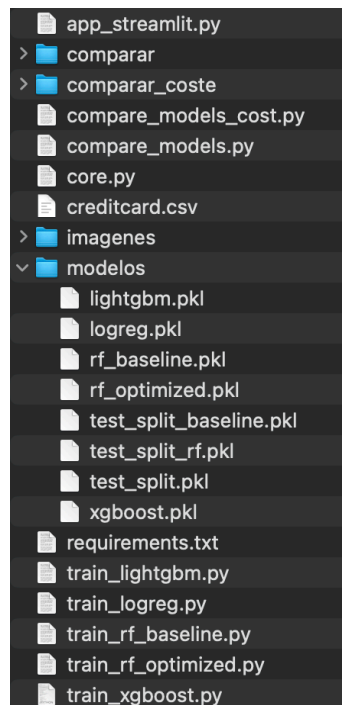 app_streamlit.py
comparar
comparar_coste
compare_models_cost.py
compare_models.py
core.py
creditcard.csv
imagenes
modelos
lightgbm.pkl
logreg.pkl
rf_baseline.pkl
rf_optimized.pkl
test_split_baseline.pkl
test_split_rf.pkl
test_split.pkl
xgboost.pkl
requirements.txt
train_lightgbm.py
train_logreg.py
train_rf_baseline.py
train_rf_optimized.py
train_xgboost.py